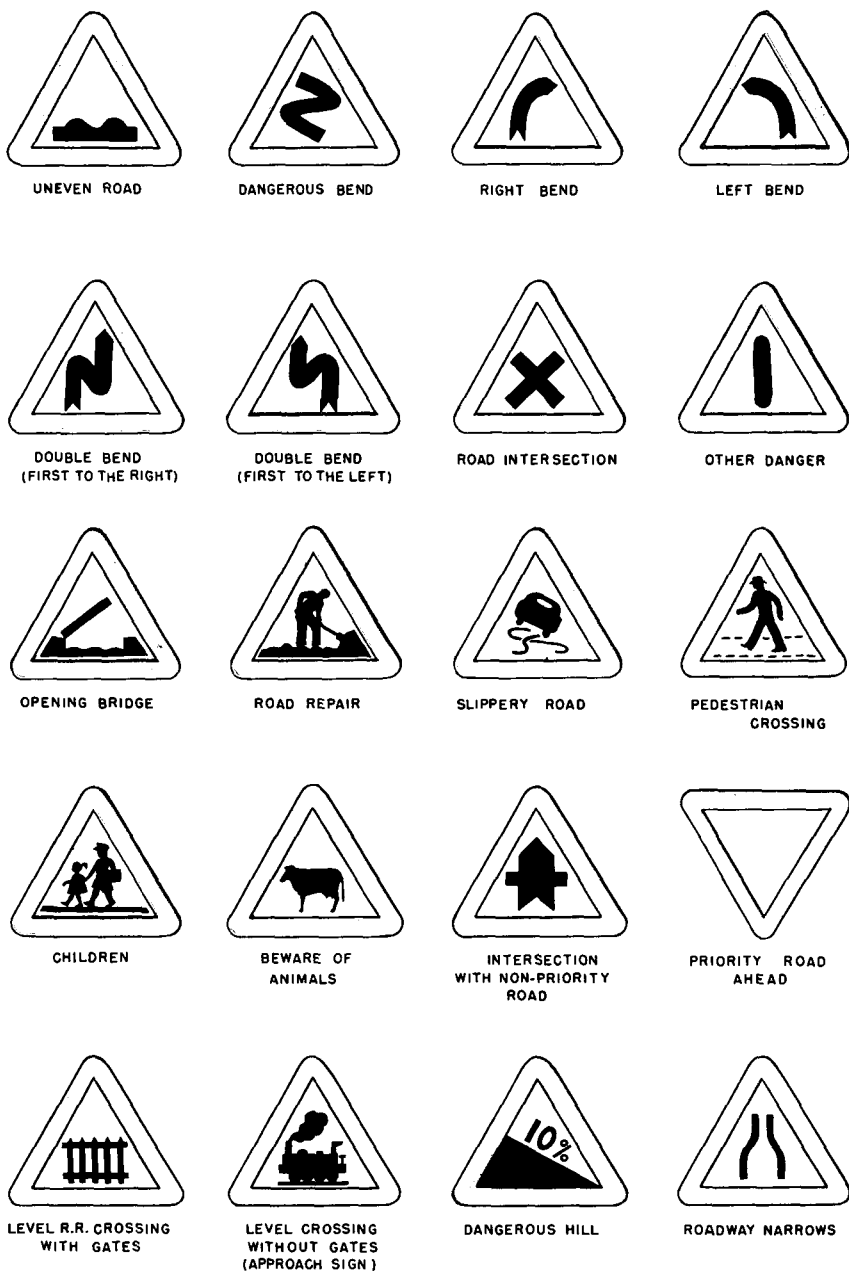 UNEVEN ROAD
DANGEROUS BEND
RIGHT BEND
LEFT BEND
DOUBLE BEND
(FIRST TO THE RIGHT)
DOUBLE BEND
(FIRST TO THE LEFT)
ROAD INTERSECTION
OTHER DANGER
OPENING BRIDGE
ROAD REPAIR
SLIPPERY ROAD
PEDESTRIAN
CROSSING
CHILDREN
BEWARE OF
ANIMALS
INTERSECTION
WITH NON-PRIORITY
ROAD
PRIORITY ROAD
AHEAD
LEVEL R.R. CROSSING
WITH GATES
LEVEL CROSSING
WITHOUT GATES
(APPROACH SIGN)
10%
DANGEROUS HILL
ROADWAY NARROWS